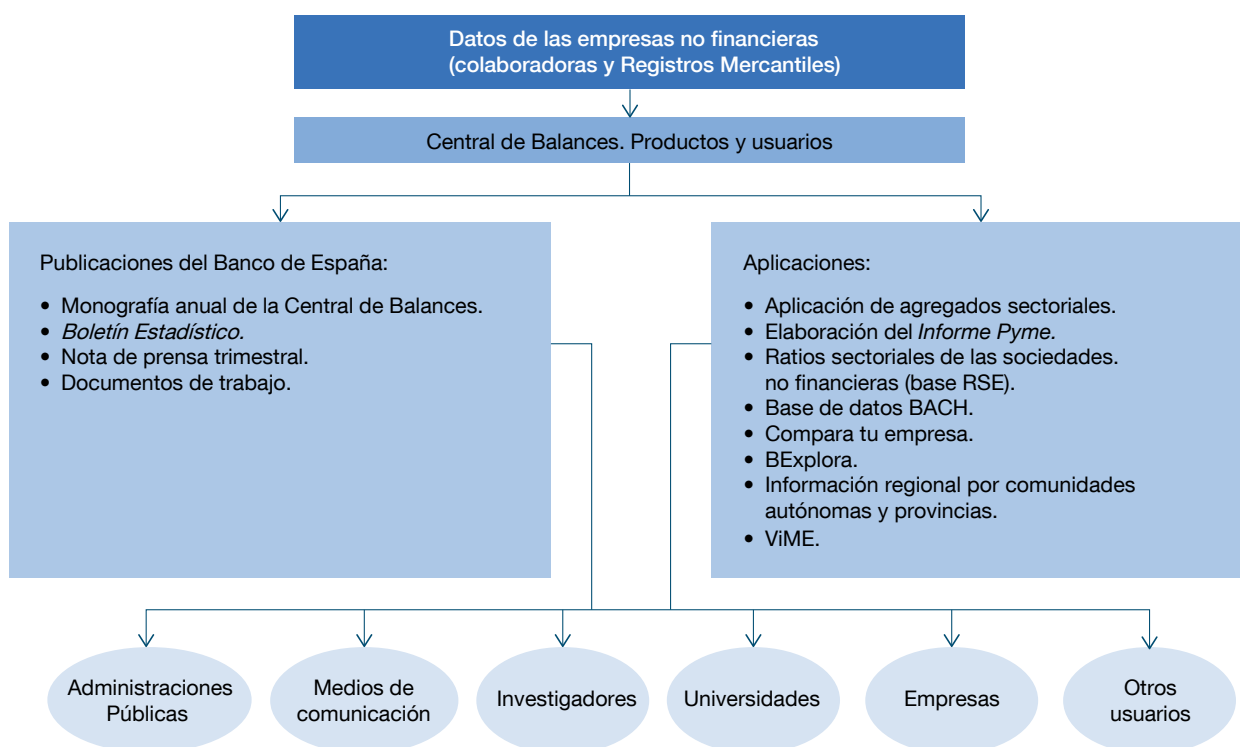 Datos de las empresas no financieras
(colaboradoras y Registros Mercantiles)
Central de Balances. Productos y usuarios
Publicaciones del Banco de España:
• Monografía anual de la Central de Balances.
• Boletín Estadístico.
• Nota de prensa trimestral.
• Documentos de trabajo.
Aplicaciones:
• Aplicación de agregados sectoriales.
• Elaboración del Informe Pyme.
• Ratios sectoriales de las sociedades.
no financieras (base RSE).
• Base de datos BACH.
• Compara tu empresa.
• BExplora.
• Información regional por comunidades
autónomas y provincias.
• ViME.
Administraciones
Públicas
Medios de
comunicación
Investigadores
Universidades
Empresas
Otros
usuarios